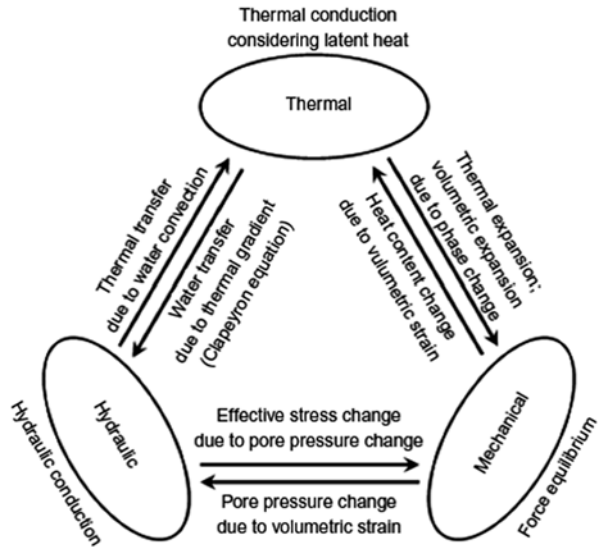 Thermal conduction
considering latent heat
Thermal
Thermal transfer
due to water convection
Water transfer
due to thermal gradient
(Clapeyron equation)
Thermal expansion;
volumetric expansion
due to phase change
Heat content change
due to vulumetric strain
Hydraulic
Hydraulic conduction
Effective stress change
due to pore pressure change
Pore pressure change
due to volumetric strain
Mechanical
Force equilibrium